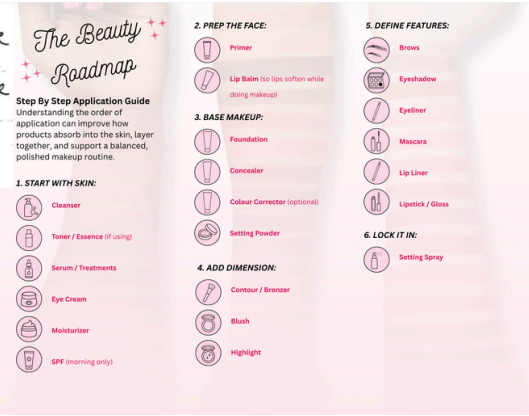 The Beauty
Roadmap
Step By Step Application Guide
Understanding the order of
application can improve how
products absorb into the skin, layer
together, and support a balanced,
polished makeup routine.
1. START WITH SKIN:
Cleanser
Toner / Essence (if using)
Serum / Treatments
Eye Cream
Moisturizer
SPF (morning only)
2. PREP THE FACE:
Primer
Lip Balm (so lips soften while
doing makeup)
3. BASE MAKEUP:
Foundation
Concealer
Colour Corrector (optional)
Setting Powder
4. ADD DIMENSION:
Contour / Bronzer
Blush
Highlight
5. DEFINE FEATURES:
Brows
Eyeshadow
Eyeliner
Mascara
Lip Liner
Lipstick / Gloss
6. LOCK IT IN:
Setting Spray